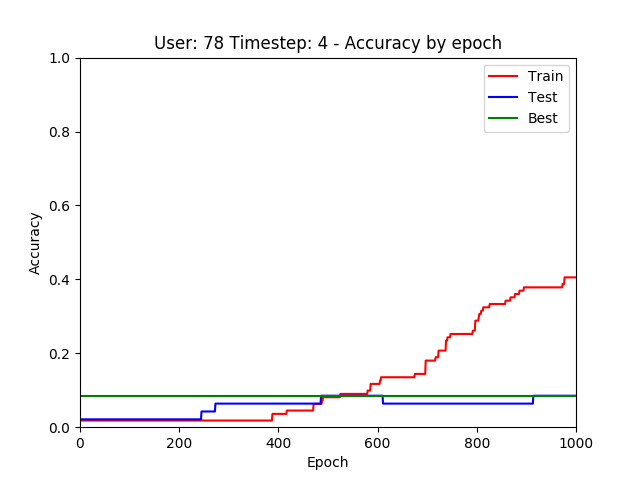 User: 78 Timestep: 4 - Accuracy by epoch
Train
Test
Best
Accuracy
1.0
0.8
0.6
0.4
0.2
0.0
0 200 400 600 800 1000
Epoch